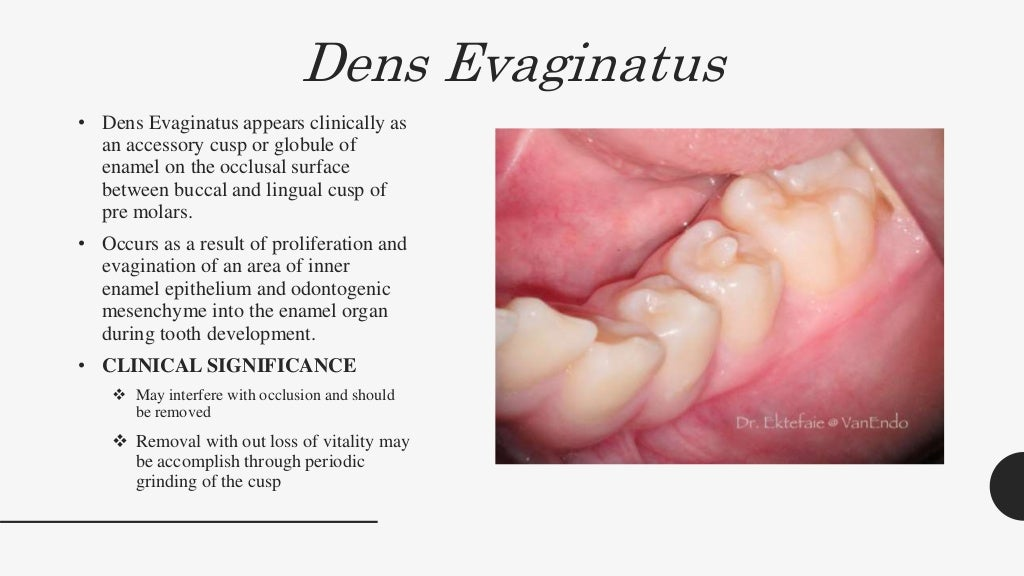 Dens Evaginatus
• Dens Evaginatus appears clinically as
an accessory cusp or globule of
enamel on the occlusal surface
between buccal and lingual cusp of
pre molars.
• Occurs as a result of proliferation and
evagination of an area of inner
enamel epithelium and odontogenic
mesenchyme into the enamel organ
during tooth development.
• CLINICAL SIGNIFICANCE
❖ May interfere with occlusion and should
be removed
❖ Removal with out loss of vitality may
be accomplish through periodic
grinding of the cusp
Dr. Ektefaie @ VanEndo